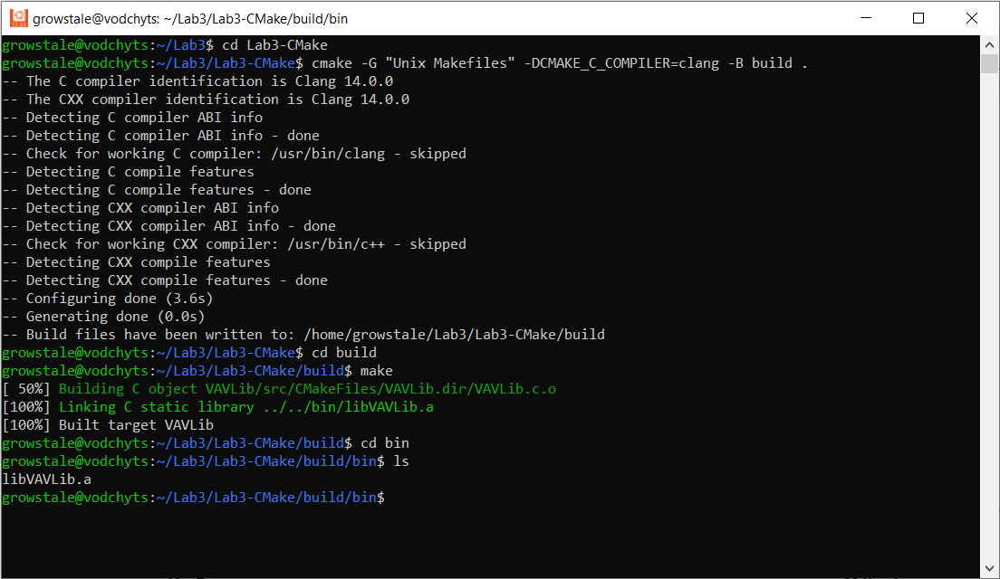 growstale@vodchyts: ~/Lab3/Lab3-CMake/build/bin
growstale@vodchyts:~/Lab3$ cd Lab3-CMake
growstale@vodchyts:~/Lab3/Lab3-CMake$ cmake -G "Unix Makefiles" -DCMAKE_C_COMPILER=clang -B build .
-- The C compiler identification is Clang 14.0.0
-- The CXX compiler identification is Clang 14.0.0
-- Detecting C compiler ABI info
-- Detecting C compiler ABI info - done
-- Check for working C compiler: /usr/bin/clang - skipped
-- Detecting C compile features
-- Detecting C compile features - done
-- Detecting CXX compiler ABI info
-- Detecting CXX compiler ABI info - done
-- Check for working CXX compiler: /usr/bin/c++ - skipped
-- Detecting CXX compile features
-- Detecting CXX compile features - done
-- Configuring done (3.6s)
-- Generating done (0.0s)
-- Build files have been written to: /home/growstale/Lab3/Lab3-CMake/build
growstale@vodchyts:~/Lab3/Lab3-CMake$ cd build
growstale@vodchyts:~/Lab3/Lab3-CMake/build$ make
[ 50%] Building C object VAVLib/src/CMakeFiles/VAVLib.dir/VAVLib.c.o
[100%] Linking C static library ../../bin/libVAVLib.a
[100%] Built target VAVLib
growstale@vodchyts:~/Lab3/Lab3-CMake/build$ cd bin
growstale@vodchyts:~/Lab3/Lab3-CMake/build/bin$ ls
libVAVLib.a
growstale@vodchyts:~/Lab3/Lab3-CMake/build/bin$